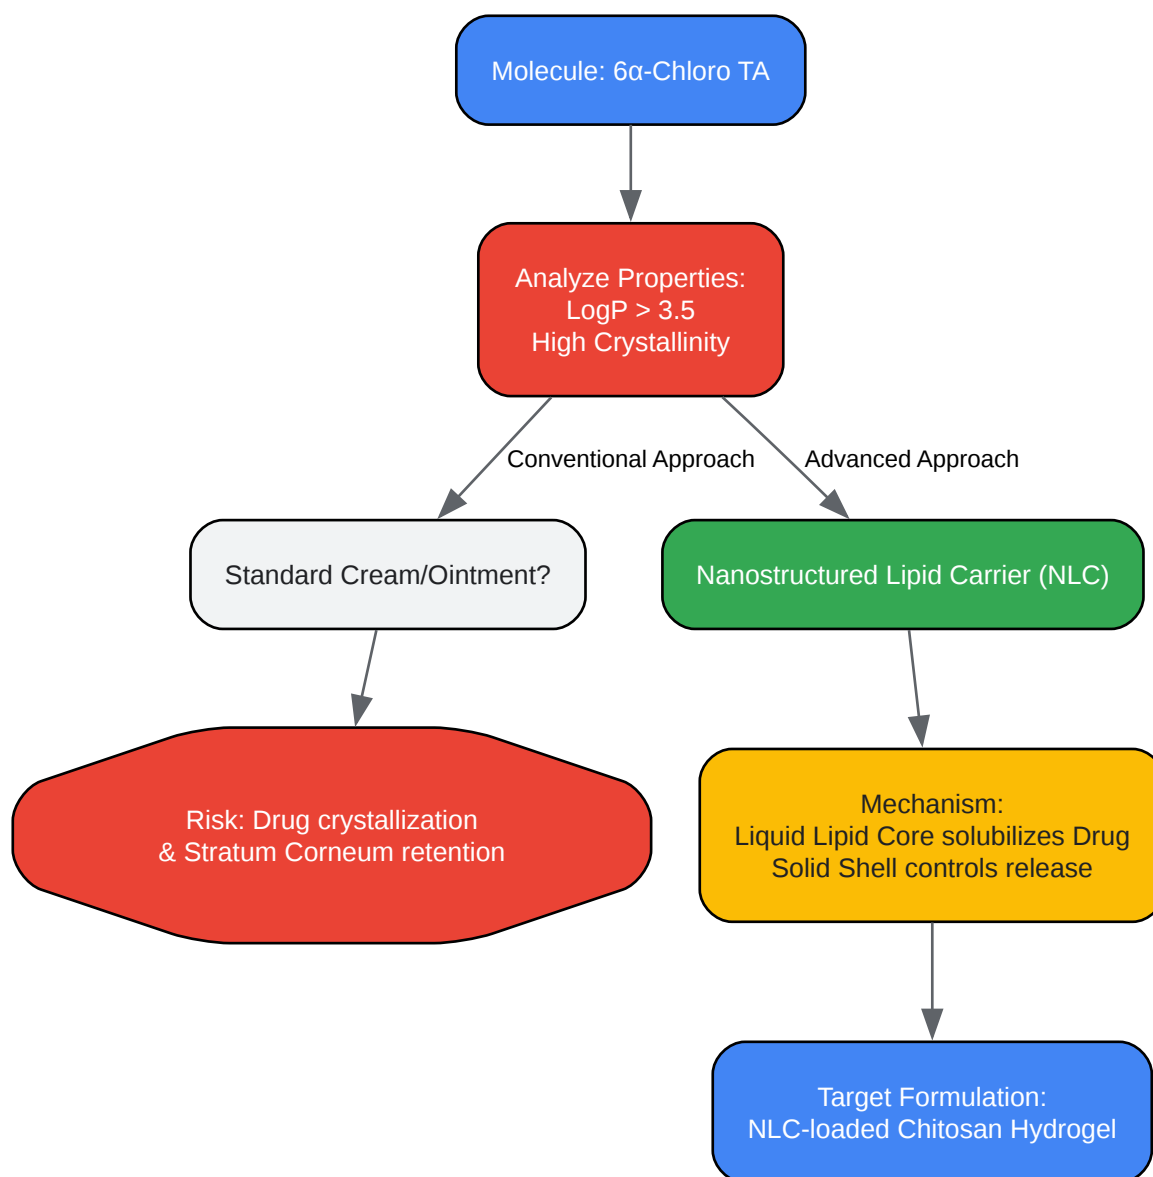 Molecule: 6α-Chloro TA
Analyze Properties:
LogP > 3.5
High Crystallinity
Conventional Approach
Advanced Approach
Standard Cream/Ointment?
Nanostructured Lipid Carrier (NLC)
Risk: Drug crystallization
& Stratum Corneum retention
Mechanism:
Liquid Lipid Core solubilizes Drug
Solid Shell controls release
Target Formulation:
NLC-loaded Chitosan Hydrogel